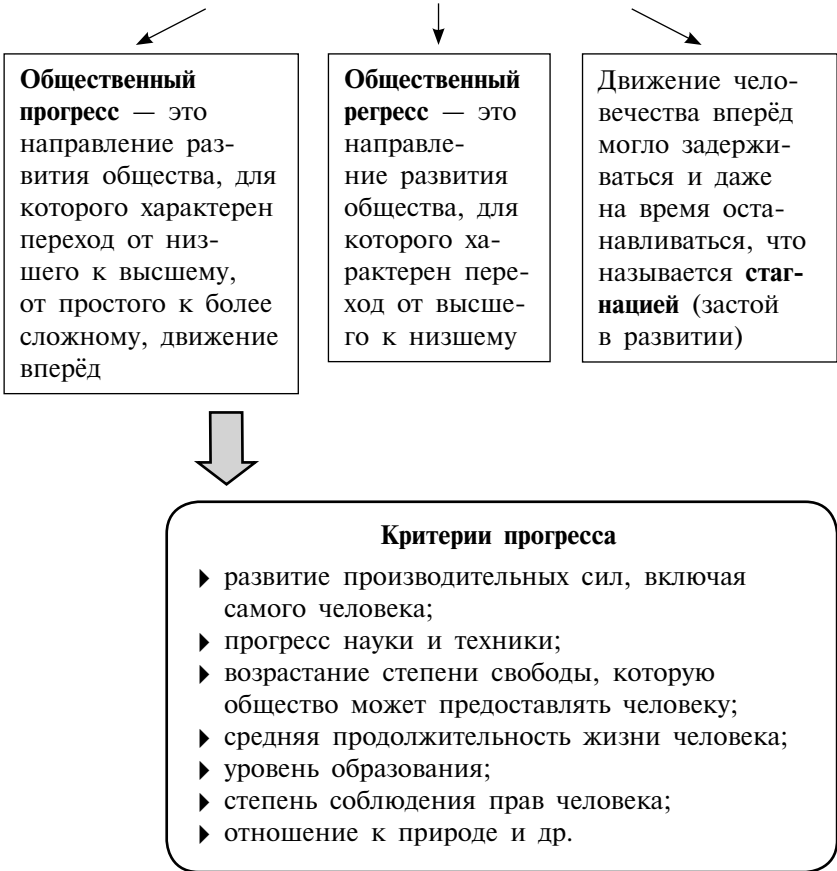 Общественный
прогресс — это
направление раз-
вития общества, для
которого характерен
переход от низ-
шего к высшему,
от простого к более
сложному, движение
вперёд
Общественный
регресс — это
направле-
ние развития
общества, для
которого ха-
рактерен пере-
ход от высше-
го к низшему
Движение чело-
вечества вперёд
могло задержи-
ваться и даже
на время оста-
навливаться, что
называется стаг-
нацией (застой
в развитии)
Критерии прогресса
развитие производительных сил, включая
самого человека;
прогресс науки и техники;
возрастание степени свободы, которую
общество может предоставлять человеку;
средняя продолжительность жизни человека;
уровень образования;
степень соблюдения прав человека;
отношение к природе и др.